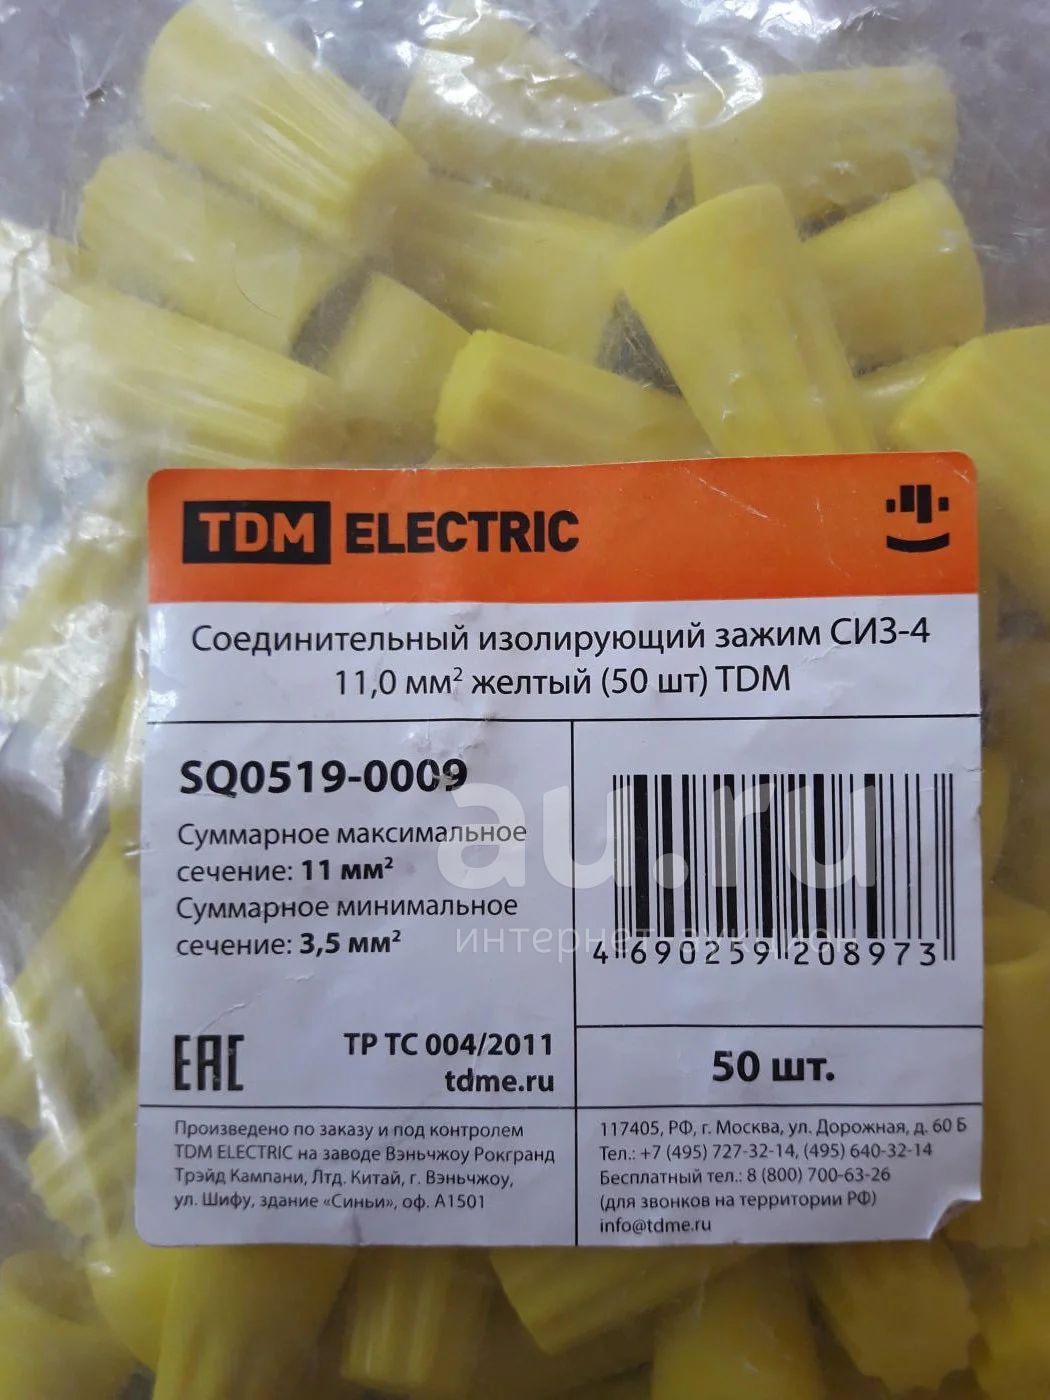 TDM ELECTRIC
Соединительный изолирующий зажим СИЗ-4
11,0 мм² желтый (50 шт) TDM
SQ0519-0009
Суммарное максимальное
сечение: 11 мм²
Суммарное минимальное
сечение: 3,5 мм²
au.ru
интернет-аукцион
4 690259 208973
EAC
ТР ТС 004/2011
tdme.ru
50 шт.
Произведено по заказу и под контролем
TDM ELECTRIC на заводе Вэньчжоу Рокгранд
Трэйд Кампани, Лтд. Китай, г. Вэньчжоу,
ул. Шифу, здание «Синьи», оф. А1501
117405, РФ, г. Москва, ул. Дорожная, д. 60 Б
Тел.: +7 (495) 727-32-14, (495) 640-32-14
Бесплатный тел.: 8 (800) 700-63-26
(для звонков на территории РФ)
info@tdme.ru